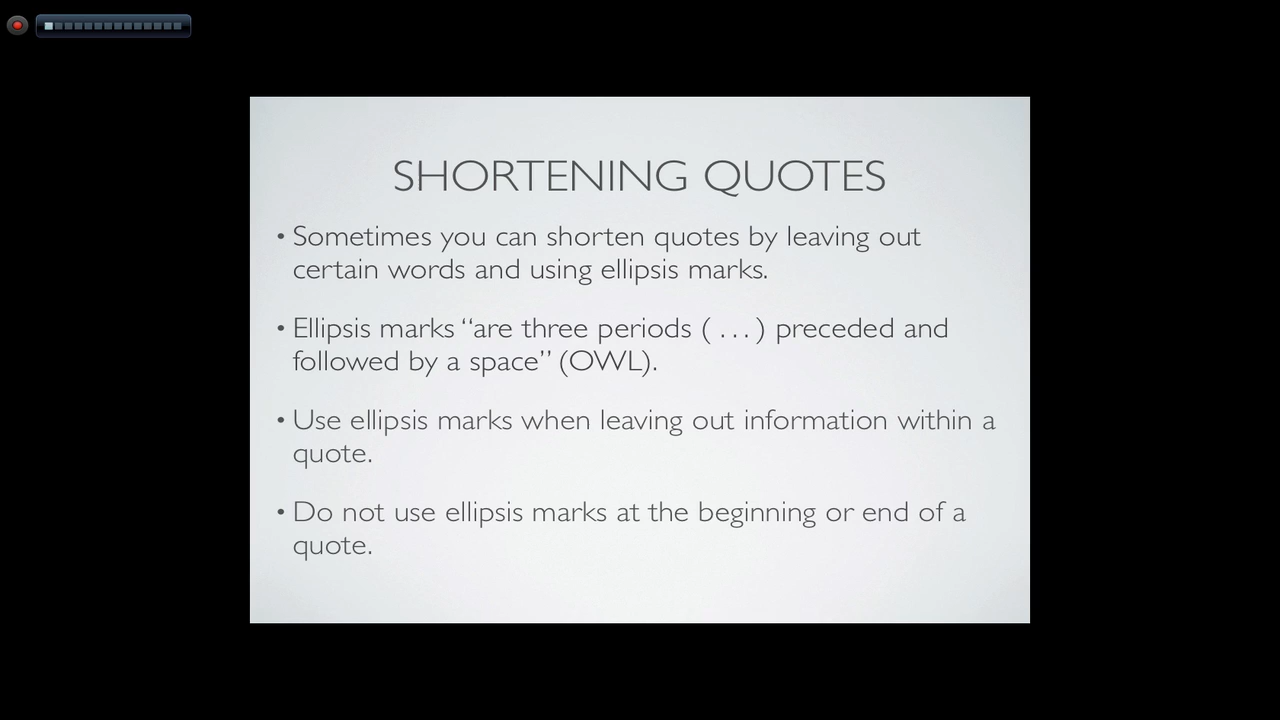 SHORTENING QUOTES
• Sometimes you can shorten quotes by leaving out
certain words and using ellipsis marks.
• Ellipsis marks “are three periods ( . . . ) preceded and
followed by a space” (OWL).
• Use ellipsis marks when leaving out information within a
quote.
• Do not use ellipsis marks at the beginning or end of a
quote.